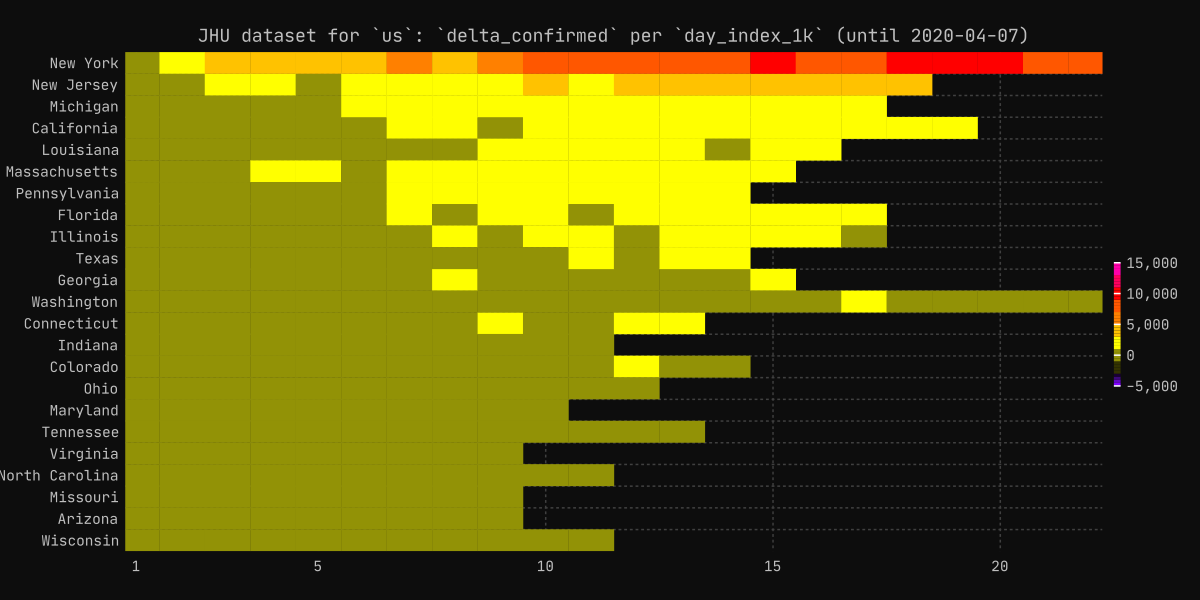 JHU dataset for `us`: `delta_confirmed` per `day_index_1k` (until 2020-04-07)
New York
New Jersey
Michigan
California
Louisiana
Massachusetts
Pennsylvania
Florida
Illinois
Texas
Georgia
Washington
Connecticut
Indiana
Colorado
Ohio
Maryland
Tennessee
Virginia
North Carolina
Missouri
Arizona
Wisconsin
1 5 10 15 20
15,000
10,000
5,000
0
-5,000